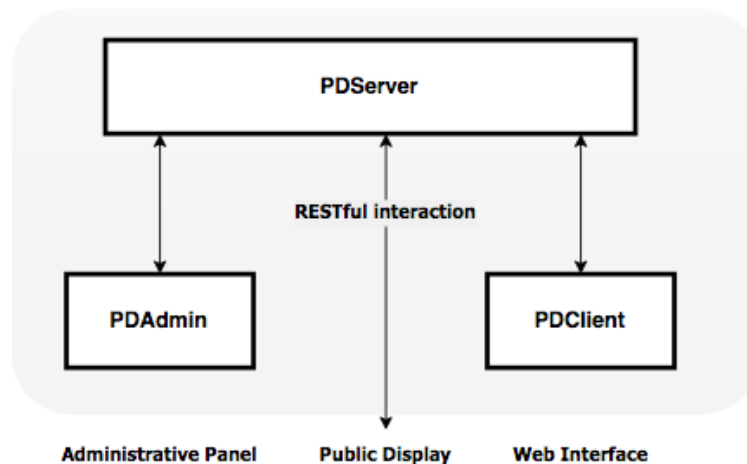 PDServer
RESTful interaction
PDAdmin
PDClient
Administrative Panel
Public Display
Web Interface